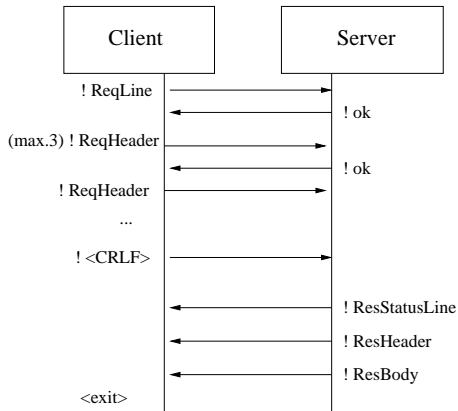 Client
Server
! ReqLine
! ok
(max.3) ! ReqHeader
! ok
! ReqHeader
...
! <CRLF>
! ResStatusLine
! ResHeader
! ResBody
<exit>